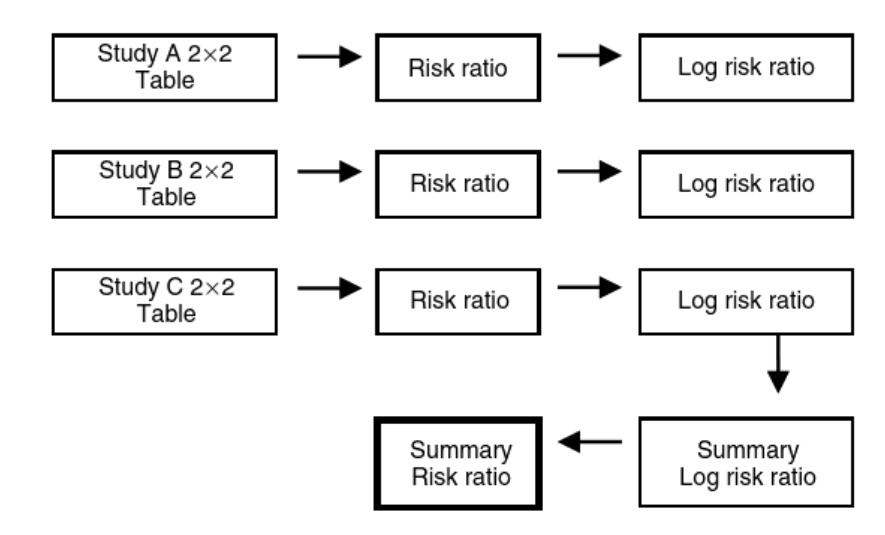 Study A 2×2
Table
Risk ratio
Log risk ratio
Study B 2×2
Table
Risk ratio
Log risk ratio
Study C 2×2
Table
Risk ratio
Log risk ratio
Summary
Risk ratio
Summary
Log risk ratio